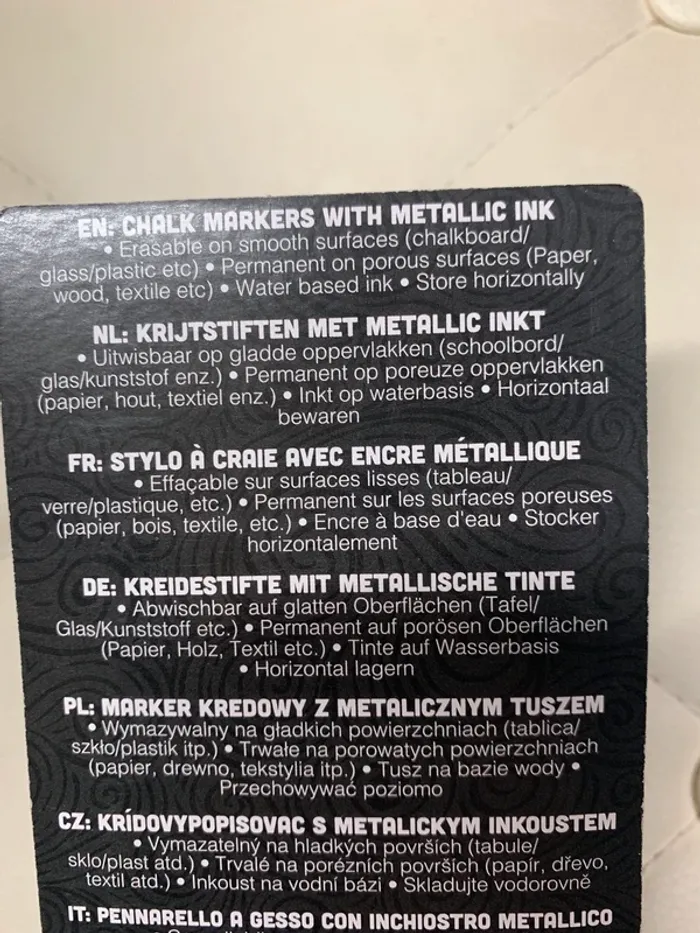 EN: CHALK MARKERS WITH METALLIC INK
• Erasable on smooth surfaces (chalkboard/
glass/plastic etc) • Permanent on porous surfaces (Paper,
wood, textile etc) • Water based ink • Store horizontally
NL: KRIJTSTIFTEN MET METALLIC INKT
• Uitwisbaar op gladde oppervlakken (schoolbord/
glas/kunststof enz.) • Permanent op poreuze oppervlakken
(papier, hout, textiel enz.) • Inkt op waterbasis • Horizontaal
bewaren
FR: STYLO À CRAIE AVEC ENCRE MÉTALLIQUE
• Effaçable sur surfaces lisses (tableau/
verre/plastique, etc.) • Permanent sur les surfaces poreuses
(papier, bois, textile, etc.) • Encre à base d'eau • Stocker
horizontalement
DE: KREIDESTIFTE MIT METALLISCHE TINTE
• Abwischbar auf glatten Oberflächen (Tafel/
Glas/Kunststoff etc.) • Permanent auf porösen Oberflächen
(Papier, Holz, Textil etc.) • Tinte auf Wasserbasis
• Horizontal lagern
PL: MARKER KREDOWY Z METALICZNYM TUSZEM
• Wymazywalny na gładkich powierzchniach (tablica/
szkło/plastik itp.) • Trwałe na porowatych powierzchniach
(papier, drewno, tekstylia itp.) • Tusz na bazie wody •
Przechowywać poziomo
CZ: KRÍDOVYPOPISOVAC S METALICKYM INKOUSTEM
• Vymazatelný na hladkých površích (tabule/
sklo/plast atd.) • Trvalé na porézních površích (papír, dřevo,
textil atd.) • Inkoust na vodní bázi • Skladujte vodorovně
IT: PENNARELLO A GESSO CON INCHIOSTRO METALLICO